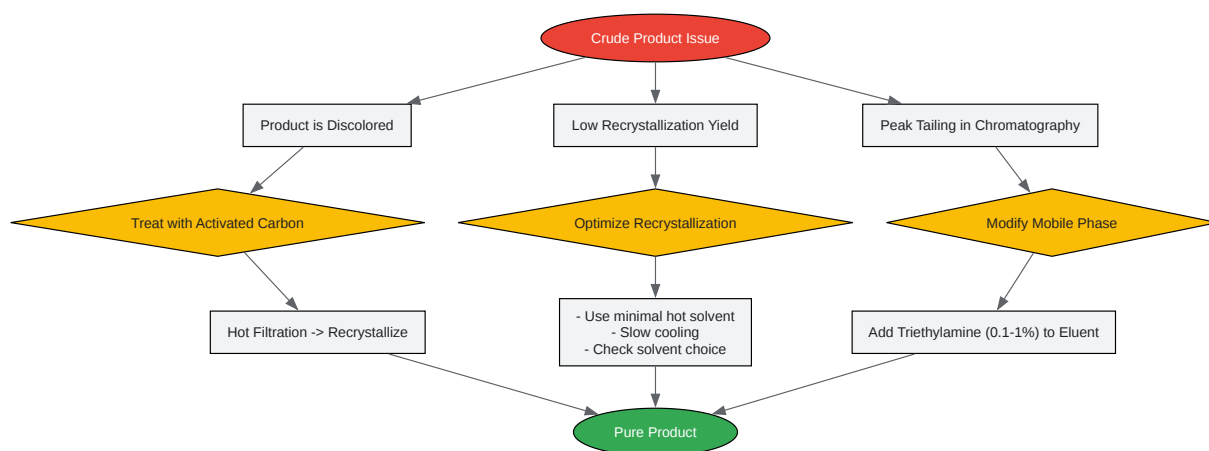 Crude Product Issue
Product is Discolored
Low Recrystallization Yield
Peak Tailing in Chromatography
Treat with Activated Carbon
Optimize Recrystallization
Modify Mobile Phase
Hot Filtration -> Recrystallize
- Use minimal hot solvent
- Slow cooling
- Check solvent choice
Add Triethylamine (0.1-1%) to Eluent
Pure Product